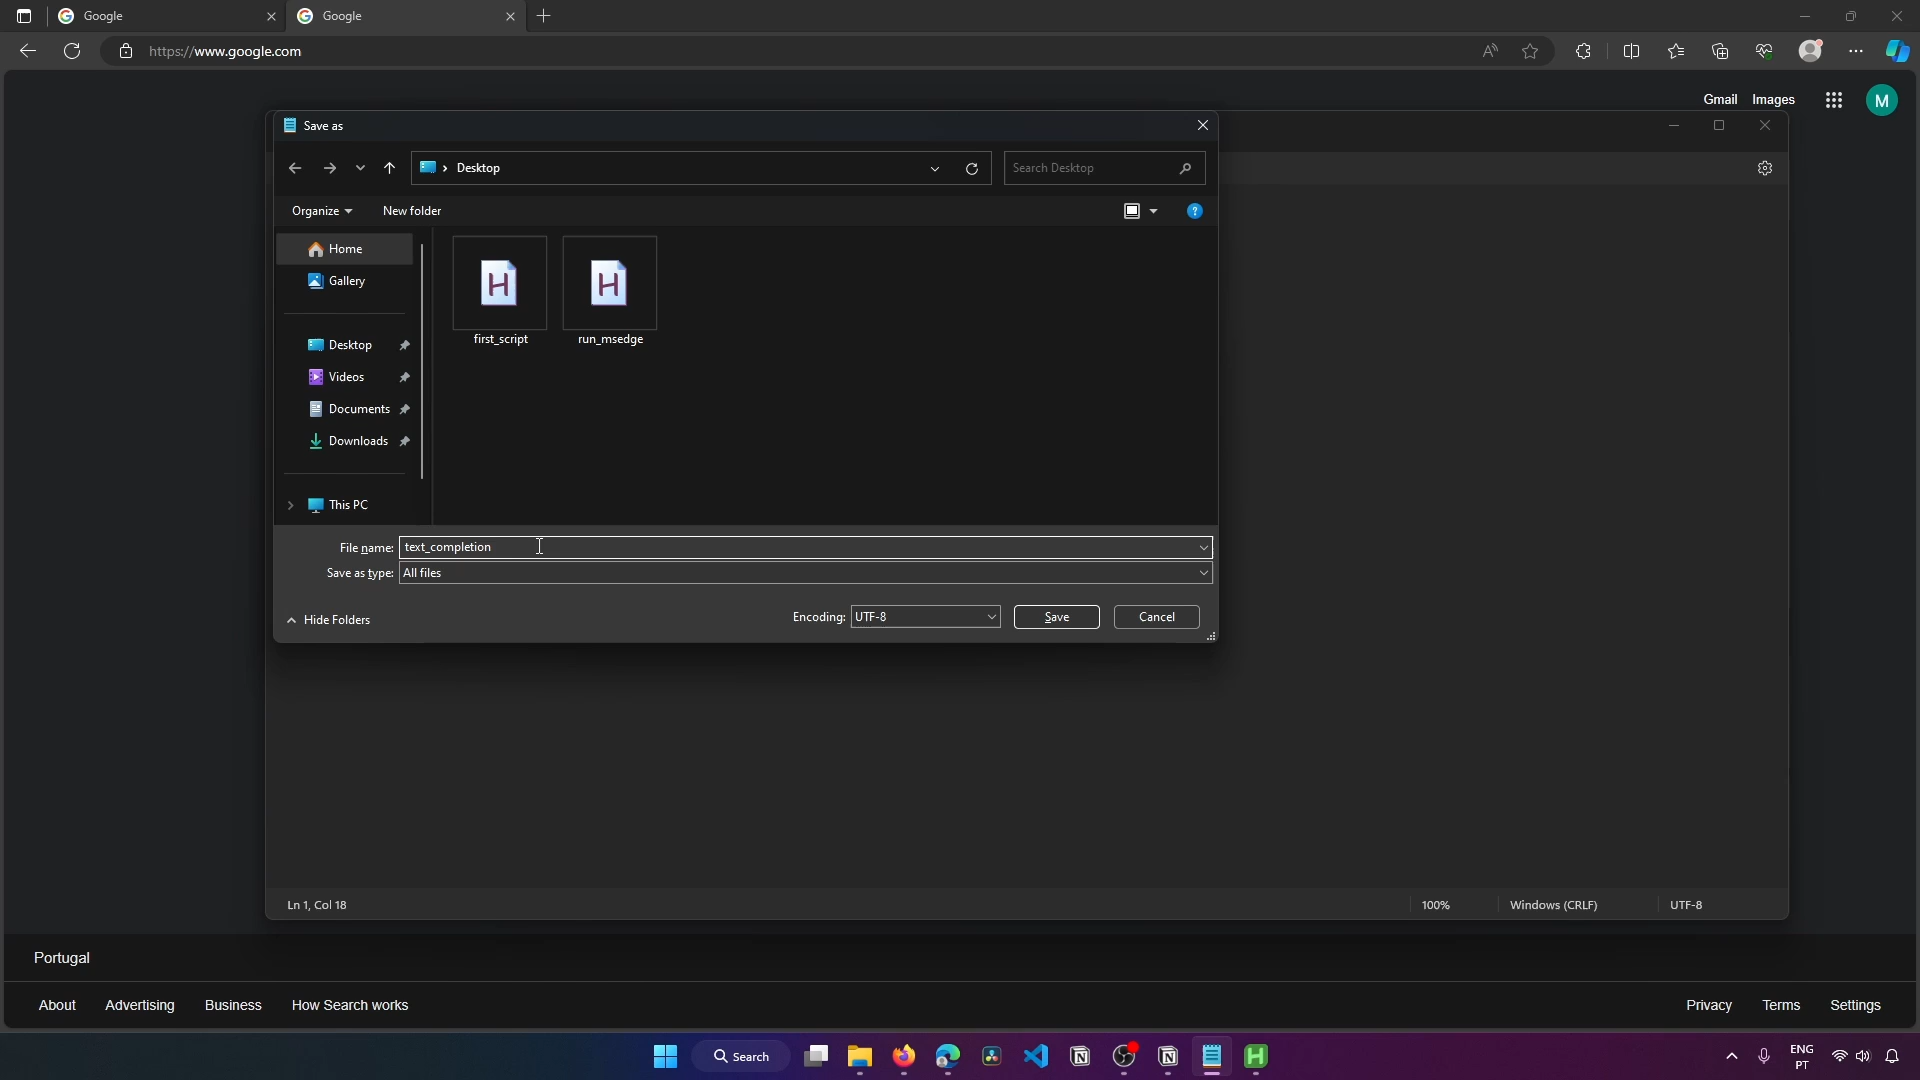 Google
Google
https://www.google.com
Gmail
Images
M
Save as
Desktop
Search Desktop
Organize
New folder
?
Home
Gallery
Desktop
Videos
Documents
Downloads
This PC
H
first_script
H
run_msedge
File name:
text_completion
Save as type:
All files
Hide Folders
Encoding:
UTF-8
Save
Cancel
Ln 1, Col 18
100%
Windows (CRLF)
UTF-8
Portugal
About
Advertising
Business
How Search works
Privacy
Terms
Settings
Search
H
ENG
PT